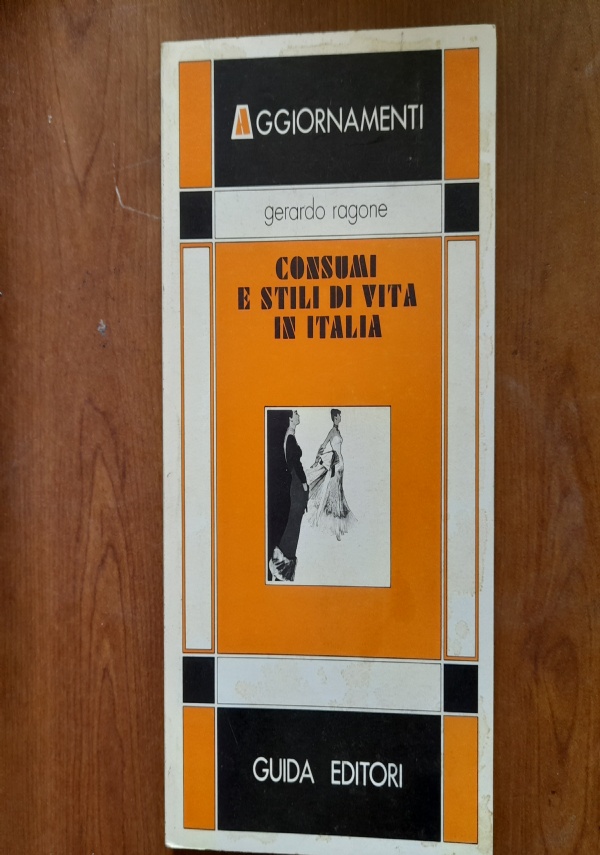 AGGIORNAMENTI
gerardo ragone
CONSUMI
E STILI DI VITA
IN ITALIA
GUIDA EDITORI